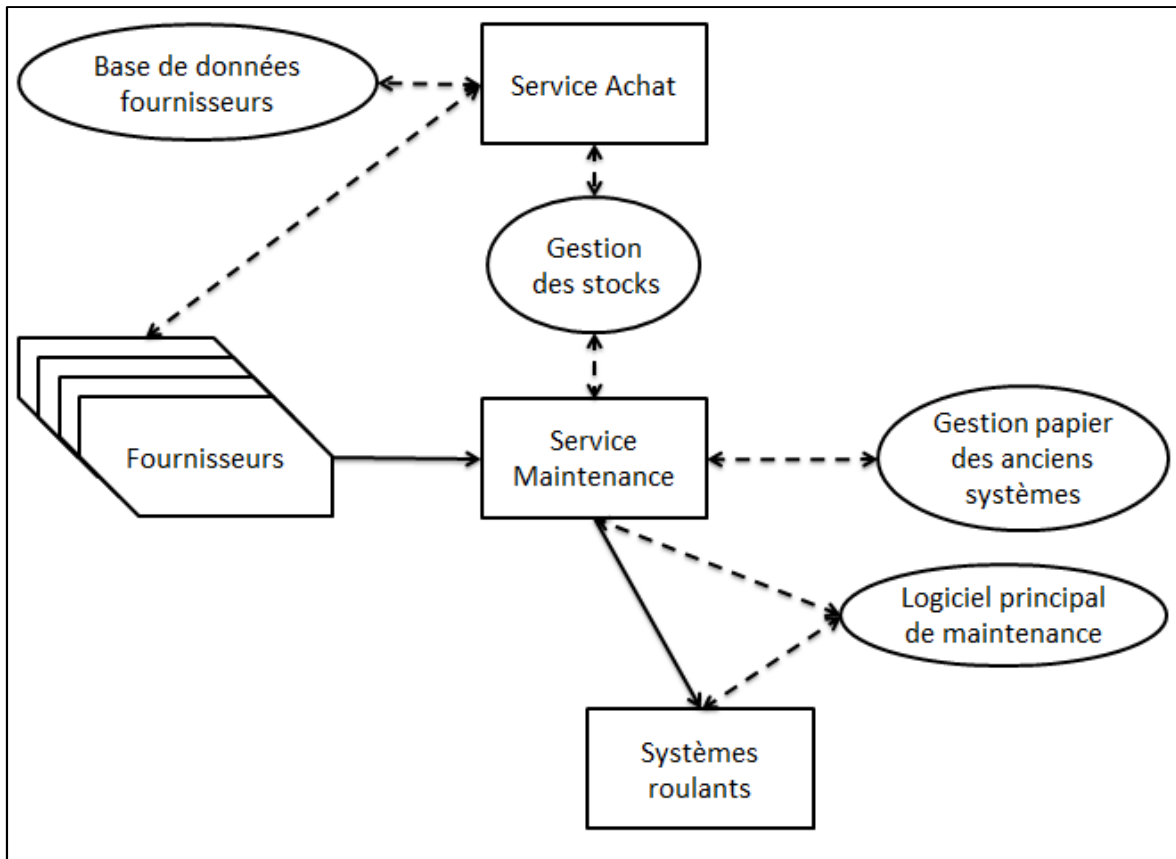 Base de données
fournisseurs
Service Achat
Gestion
des stocks
Fournisseurs
Service
Maintenance
Gestion papier
des anciens
systèmes
Logiciel principal
de maintenance
Systèmes
roulants